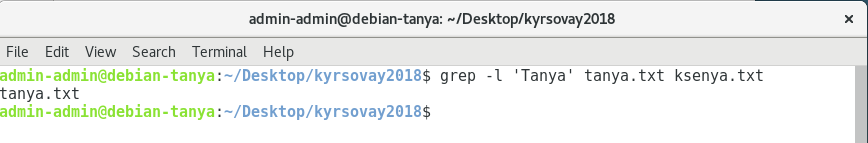 admin-admin@debian-tanya: ~/Desktop/kyrsovay2018
File Edit View Search Terminal Help
admin-admin@debian-tanya:~/Desktop/kyrsovay2018$ grep -l 'Tanya' tanya.txt ksenya.txt
tanya.txt
admin-admin@debian-tanya:~/Desktop/kyrsovay2018$